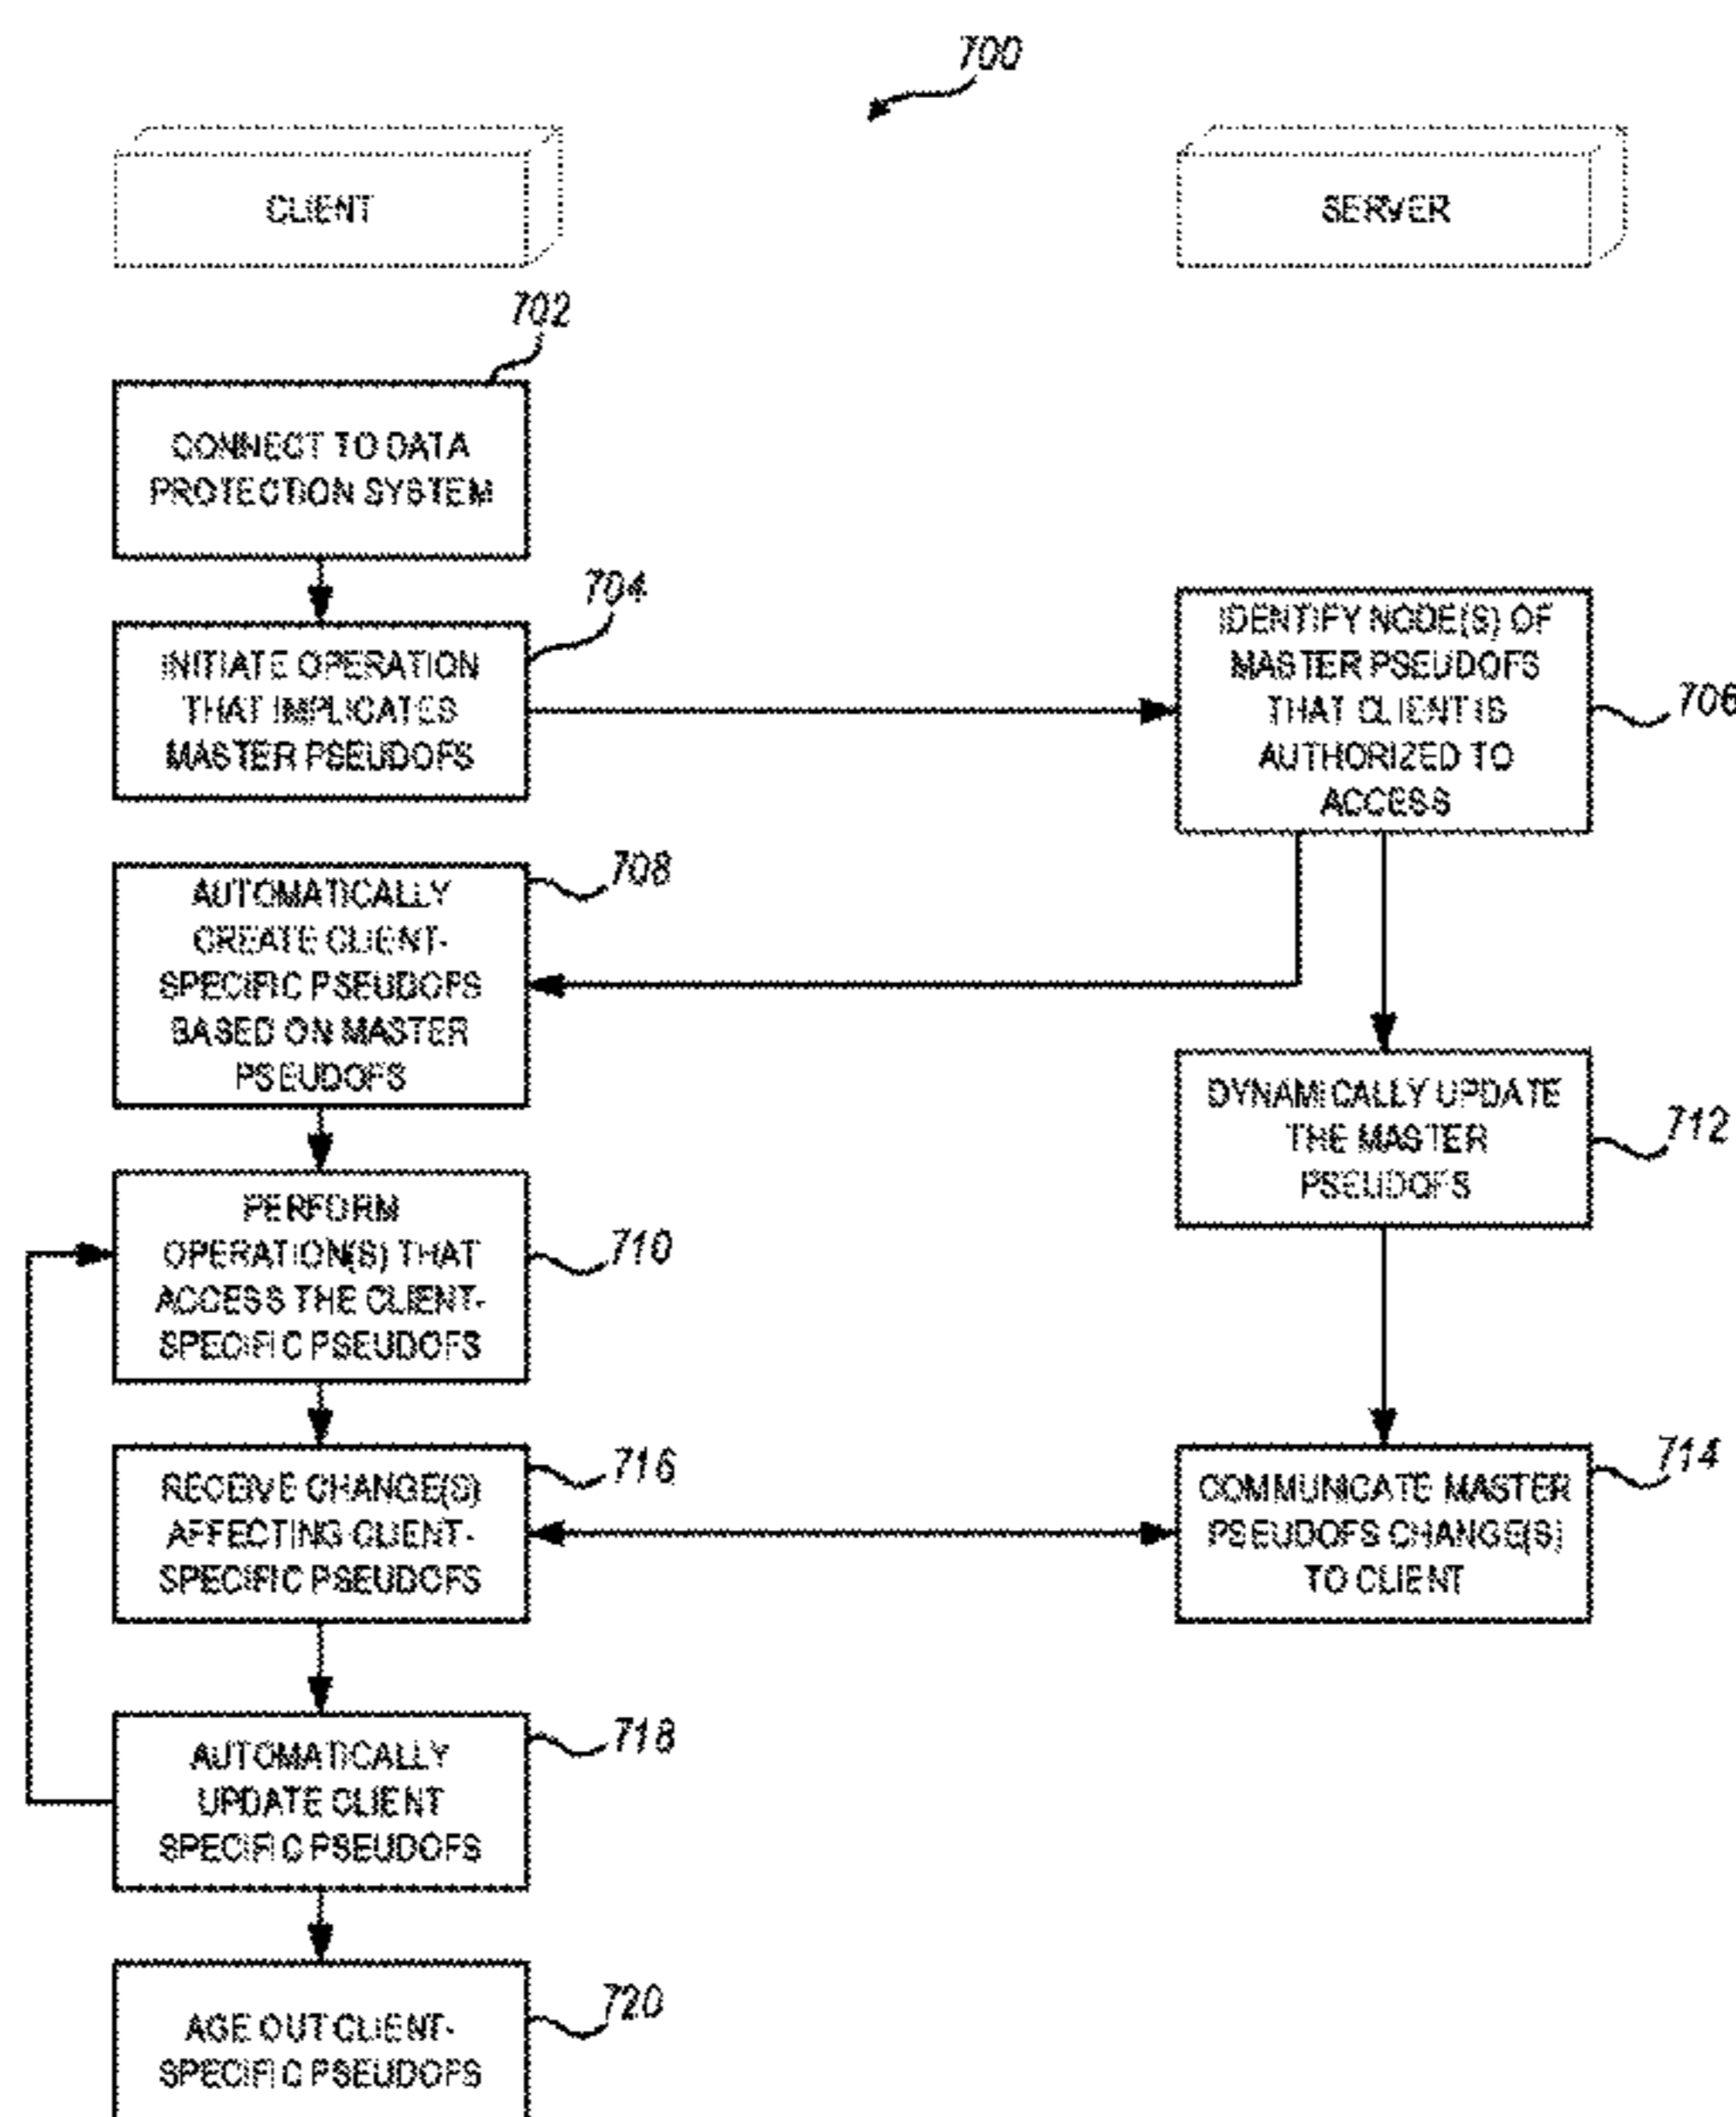 700
CLIENT
SERVER
702
CONNECT TO DATA
PROTECTION SYSTEM
704
INITIATE OPERATION
THAT IMPLICATES
MASTER PSEUDOFS
IDENTIFY NODE(S) OF
MASTER PSEUDOFS
THAT CLIENT IS
AUTHORIZED TO
ACCESS
706
708
AUTOMATICALLY
CREATE CLIENT-
SPECIFIC PSEUDOFS
BASED ON MASTER
PSEUDOFS
DYNAMICALLY UPDATE
THE MASTER
PSEUDOFS
712
PERFORM
OPERATION(S) THAT
ACCESS THE CLIENT-
SPECIFIC PSEUDOFS
710
RECEIVE CHANGE(S)
AFFECTING CLIENT-
SPECIFIC PSEUDOFS
716
COMMUNICATE MASTER
PSEUDOFS CHANGE(S)
TO CLIENT
714
AUTOMATICALLY
UPDATE CLIENT
SPECIFIC PSEUDOFS
718
AGE OUT CLIENT-
SPECIFIC PSEUDOFS
720